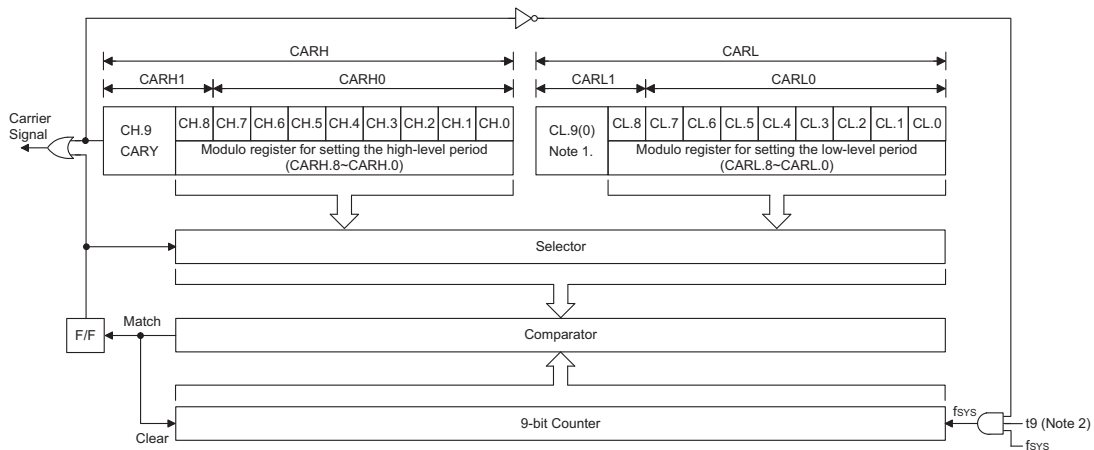 CARH
CARL
CARH1
CARH0
CARL1
CARL0
Carrier
Signal
CH.9
CARY
CH.8
CH.7
CH.6
CH.5
CH.4
CH.3
CH.2
CH.1
CH.0
Modulo register for setting the high-level period
(CARH.8~CARH.0)
CL.9(0)
Note 1.
CL.8
CL.7
CL.6
CL.5
CL.4
CL.3
CL.2
CL.1
CL.0
Modulo register for setting the low-level period
(CARL.8~CARL.0)
Selector
F/F
Match
Comparator
Clear
9-bit Counter
fSYS
t9 (Note 2)
fSYS